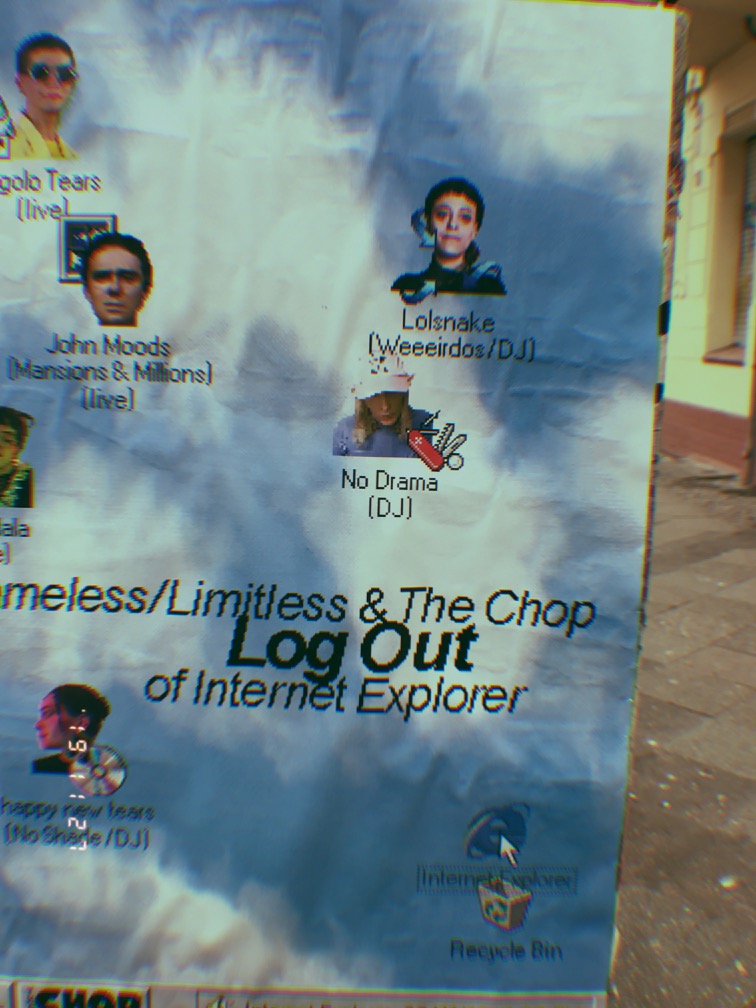 golo Tears
(live)
John Moods
(Mansions & Millions)
(live)
Lolsnake
(Weeeirdos/DJ)
No Drama
(DJ)
ala
e)
meless/Limitless & The Chop
Log Out
of Internet Explorer
happy new tears
(No Shade/DJ)
Internet Explorer
Recycle Bin
CHOP